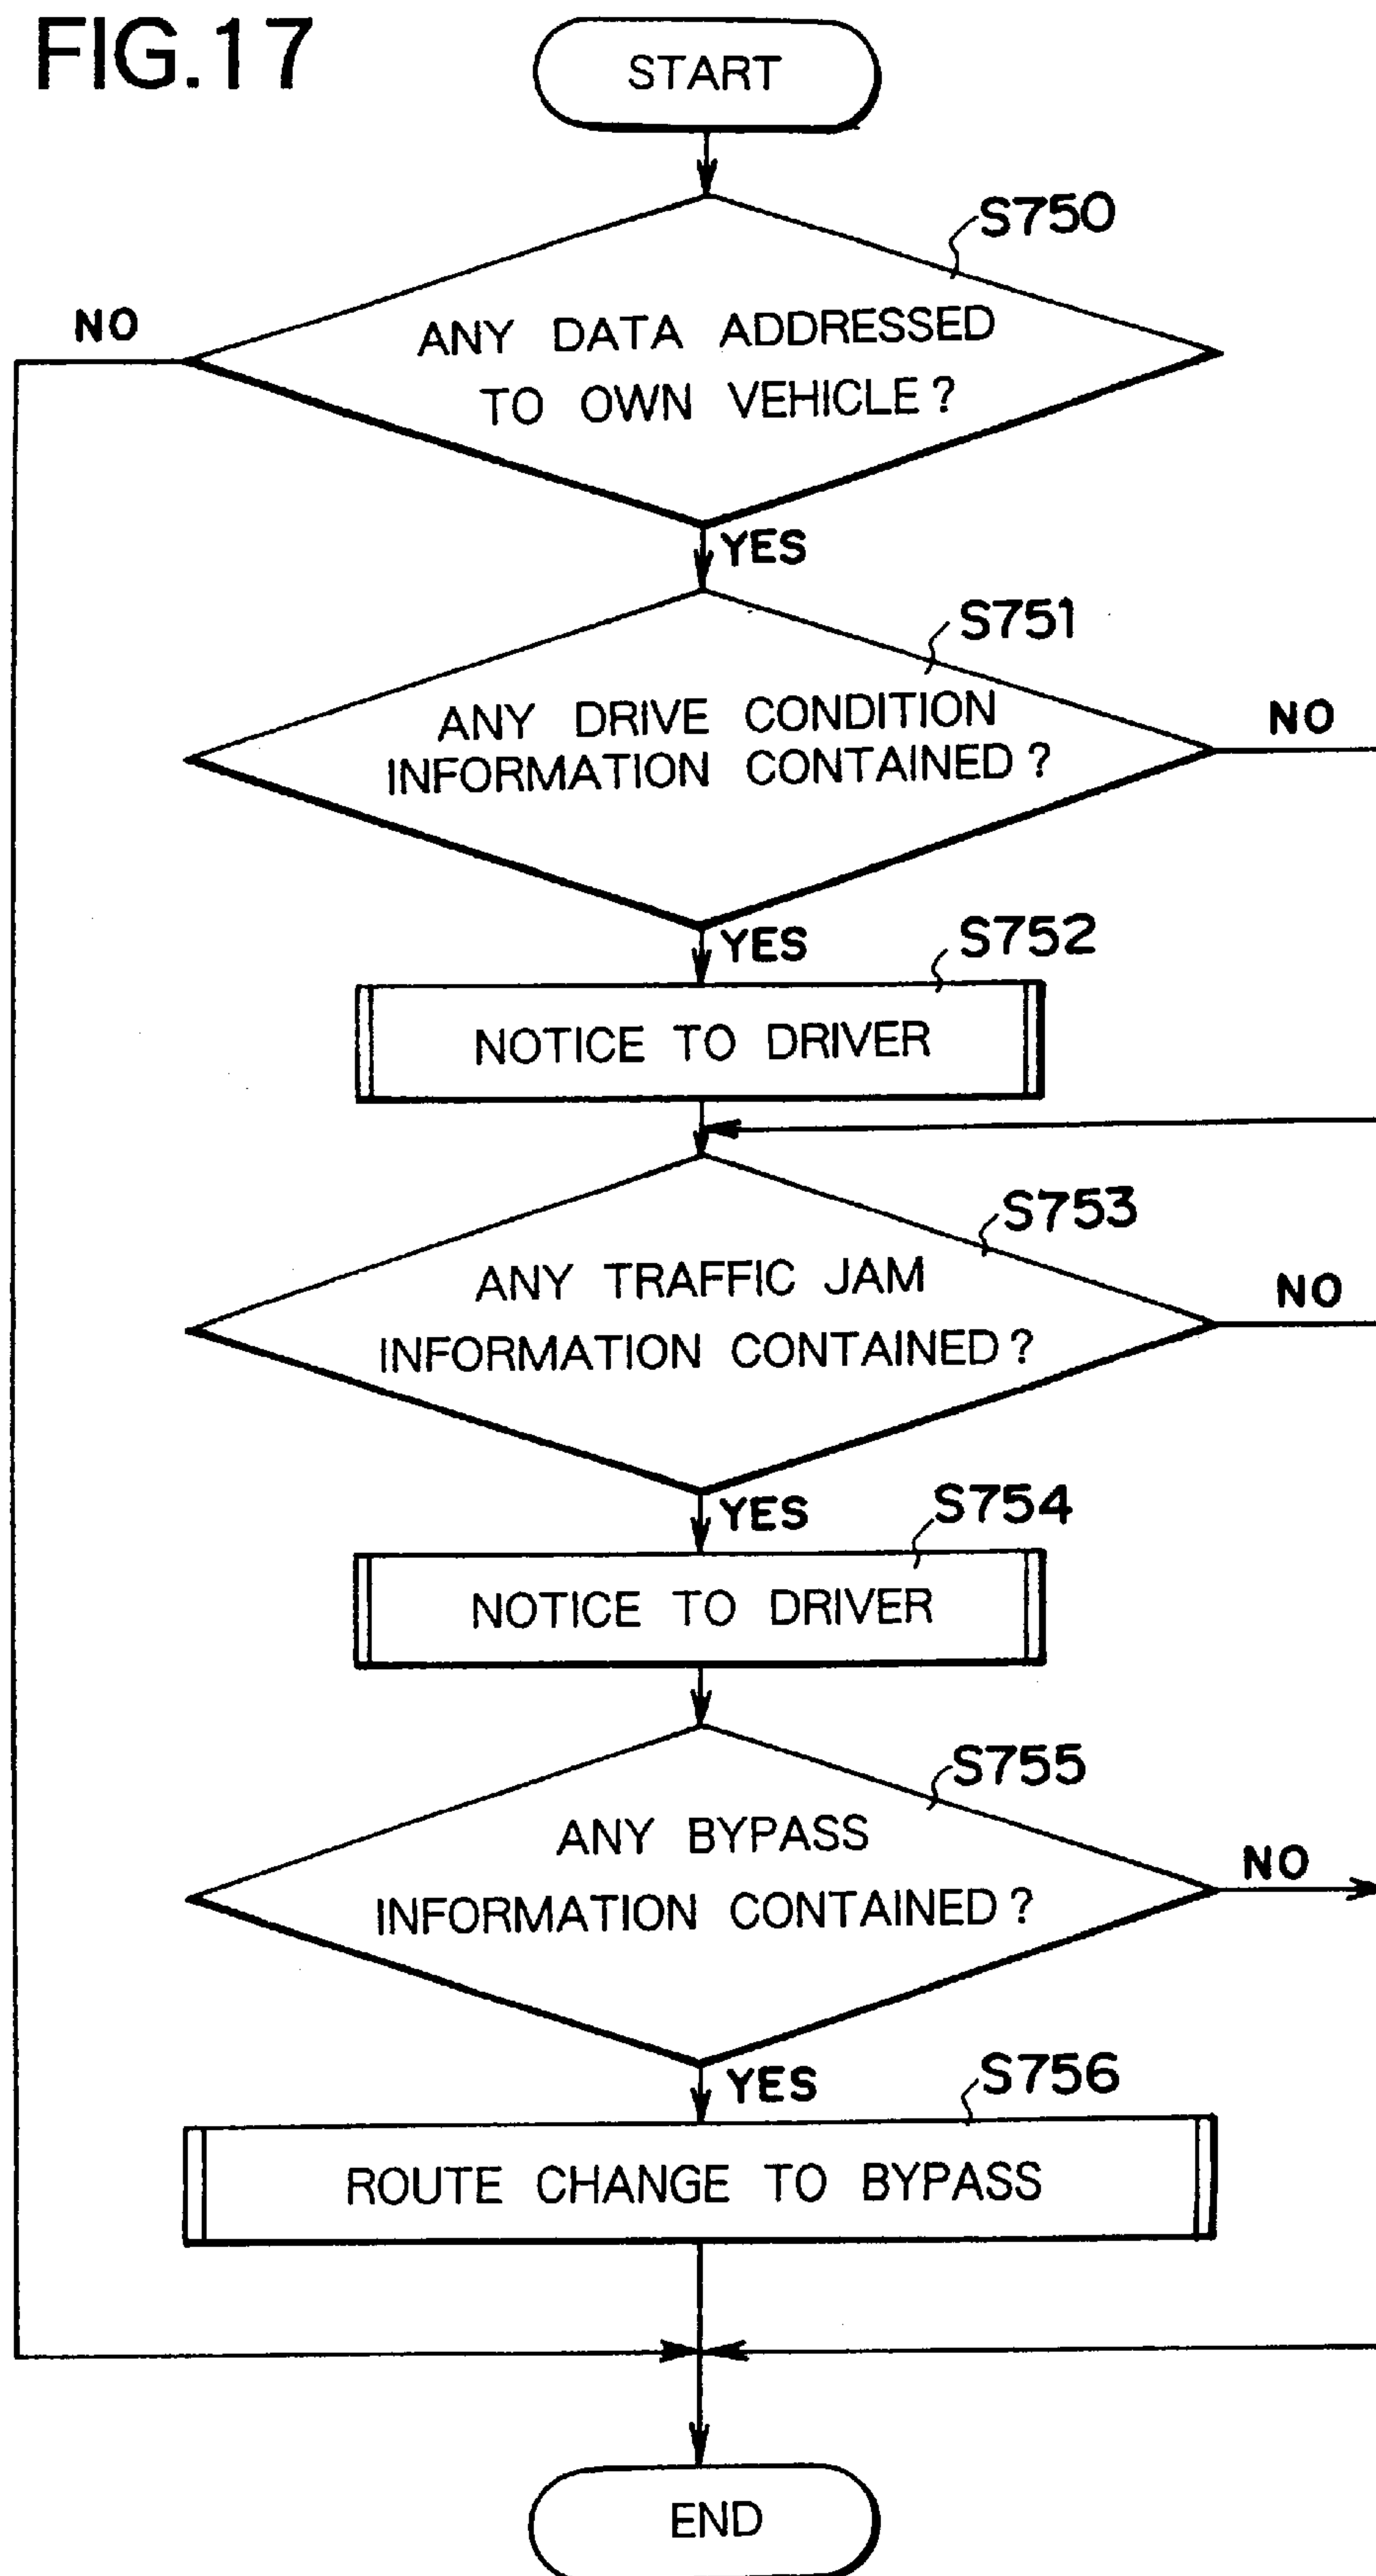 FIG.17
START
S750
NO
ANY DATA ADDRESSED
TO OWN VEHICLE?
YES
S751
ANY DRIVE CONDITION
INFORMATION CONTAINED?
NO
YES
S752
NOTICE TO DRIVER
S753
ANY TRAFFIC JAM
INFORMATION CONTAINED?
NO
YES
S754
NOTICE TO DRIVER
S755
ANY BYPASS
INFORMATION CONTAINED?
NO
YES
S756
ROUTE CHANGE TO BYPASS
END